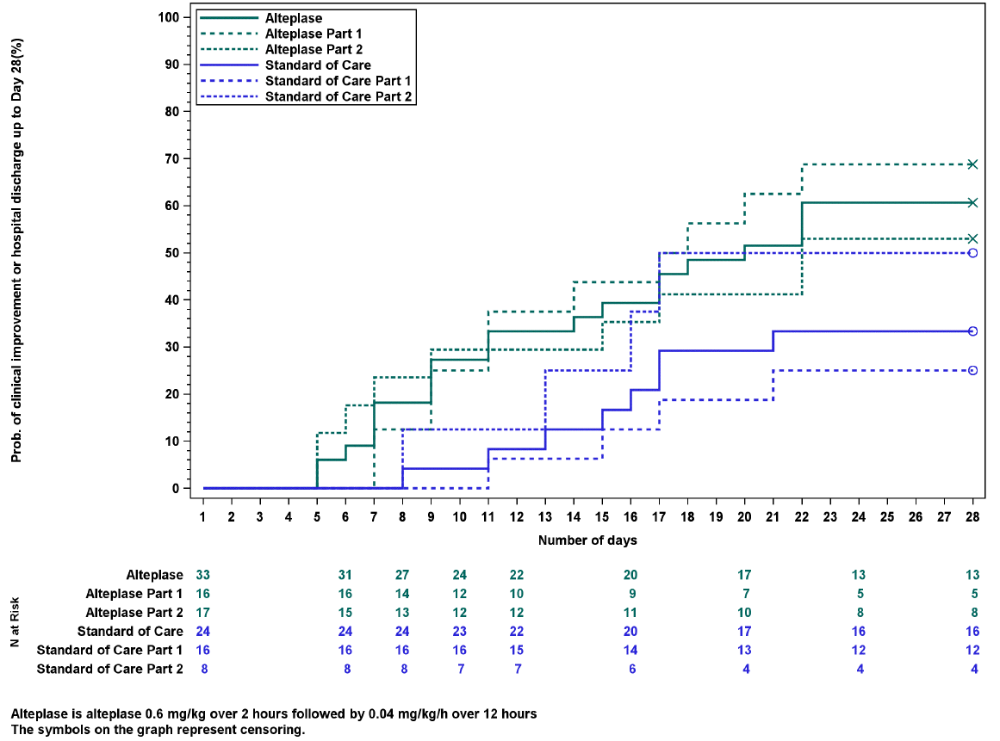 Prob. of clinical improvement or hospital discharge up to Day 28(%)
100
90
80
70
60
50
40
30
20
10
0
Alteplase
Alteplase Part 1
Alteplase Part 2
Standard of Care
Standard of Care Part 1
Standard of Care Part 2
1 2 3 4 5 6 7 8 9 10 11 12 13 14 15 16 17 18 19 20 21 22 23 24 25 26 27 28
Number of days
N at Risk
Alteplase 33 31 27 24 22 20 17 13 13
Alteplase Part 1 16 16 14 12 10 9 7 5 5
Alteplase Part 2 17 15 13 12 12 11 10 8 8
Standard of Care 24 24 24 23 22 20 17 16 16
Standard of Care Part 1 16 16 16 16 15 14 13 12 12
Standard of Care Part 2 8 8 8 7 7 6 4 4 4
Alteplase is alteplase 0.6 mg/kg over 2 hours followed by 0.04 mg/kg/h over 12 hours
The symbols on the graph represent censoring.